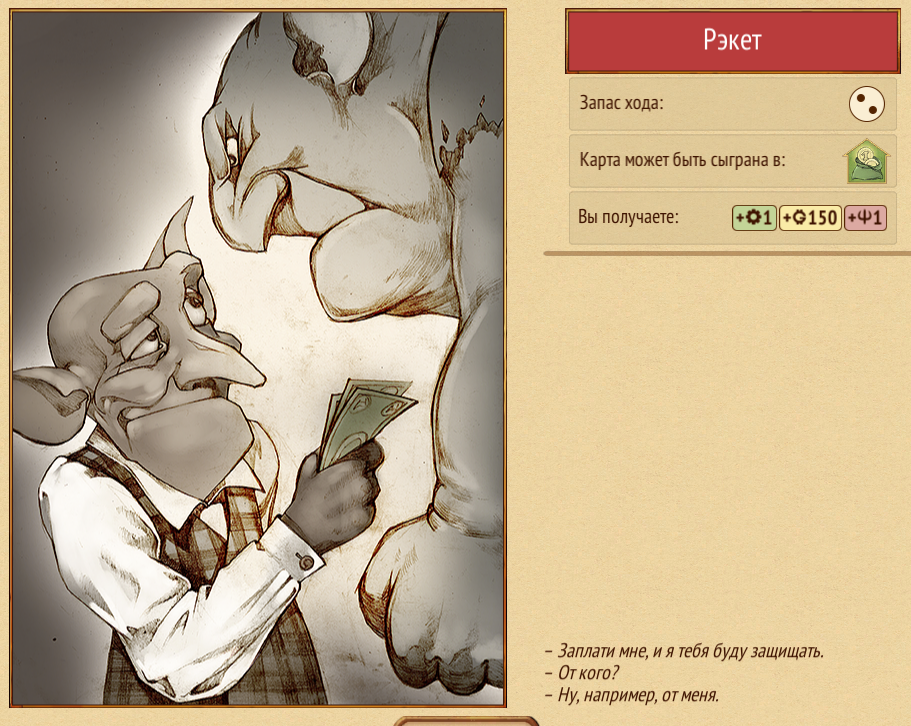 Рэкет
Запас хода:
Карта может быть сыграна в:
Вы получаете: +1 +150 +1
– Заплати мне, и я тебя буду защищать.
– От кого?
– Ну, например, от меня.